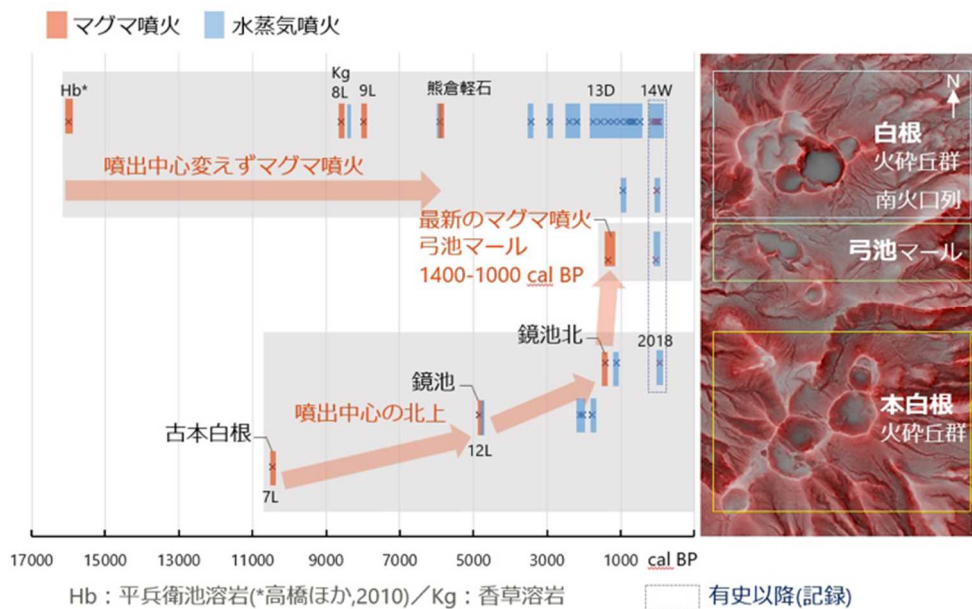 マグマ噴火
水蒸気噴火
Hb*
Kg
8L
9L
熊倉軽石
13D
14W
噴出中心変えずマグマ噴火
最新のマグマ噴火
弓池マール
1400-1000 cal BP
鏡池北
2018
鏡池
噴出中心の北上
古本白根
12L
7L
N
白根
火砕丘群
南火口列
弓池マール
本白根
火砕丘群
17000 15000 13000 11000 9000 7000 5000 3000 1000 cal BP
Hb：平兵衛池溶岩(*高橋ほか,2010)／Kg：香草溶岩
有史以降(記録)